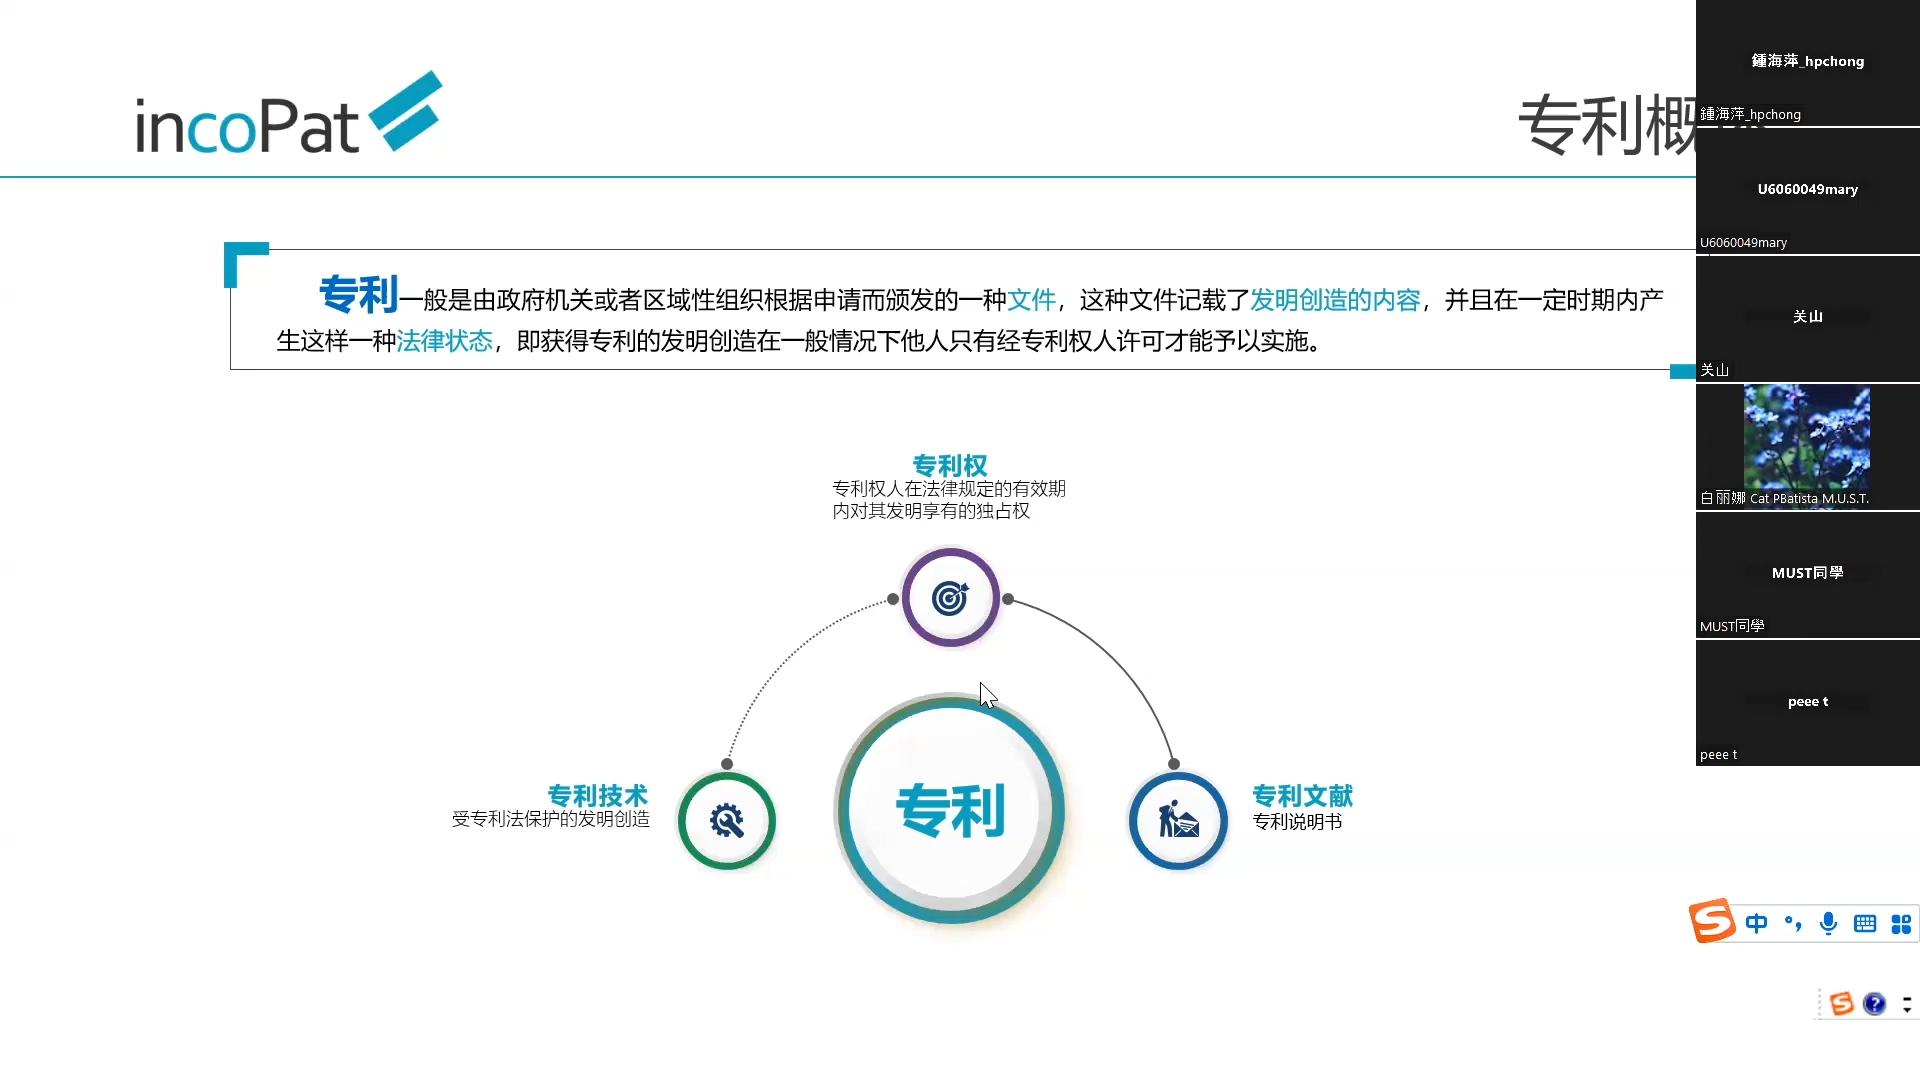 incoPat
专利概
专利一般是由政府机关或者区域性组织根据申请而颁发的一种文件，这种文件记载了发明创造的内容，并且在一定时期内产
生这样一种法律状态，即获得专利的发明创造在一般情况下他人只有经专利权人许可才能予以实施。
专利权
专利权人在法律规定的有效期
内对其发明享有的独占权
专利技术
受专利法保护的发明创造
专利
专利文献
专利说明书
鍾海萍_hpchong
鍾海萍_hpchong
U6060049mary
U6060049mary
关山
关山
白丽娜 Cat PBatista M.U.S.T.
MUST同學
MUST同學
peee t
peee t
中